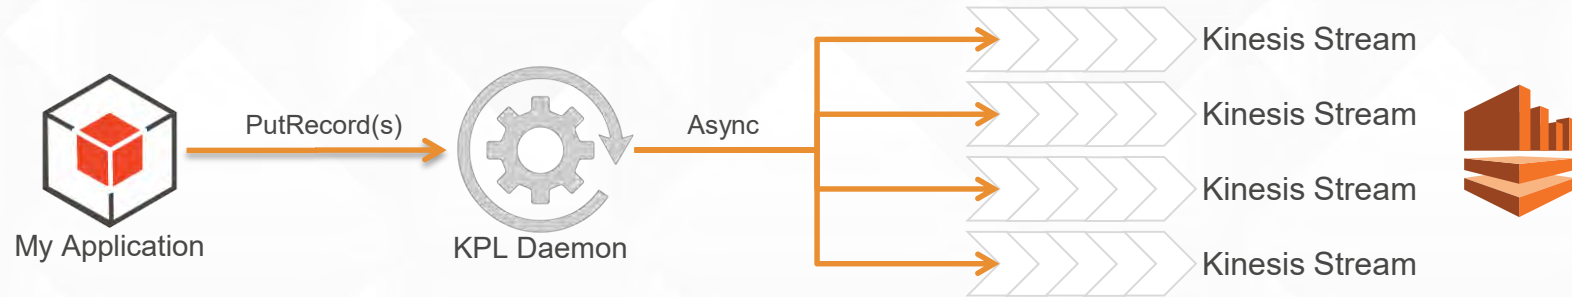 Kinesis Stream
PutRecord(s)
Async
Kinesis Stream
Kinesis Stream
My Application
KPL Daemon
Kinesis Stream